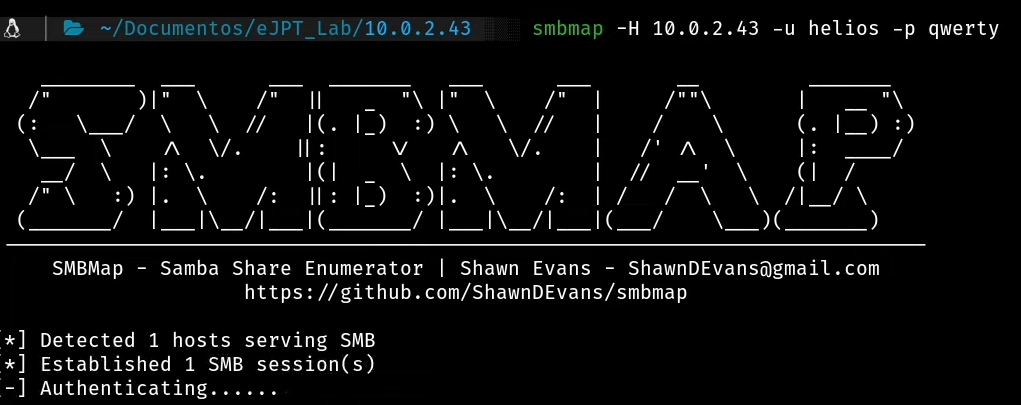 ~/Documentos/eJPT_Lab/10.0.2.43 smbmap -H 10.0.2.43 -u helios -p qwerty
SMBMAP
SMBMap - Samba Share Enumerator | Shawn Evans - ShawnDEvans@gmail.com
https://github.com/ShawnDEvans/smbmap
[*] Detected 1 hosts serving SMB
[*] Established 1 SMB session(s)
[-] Authenticating......